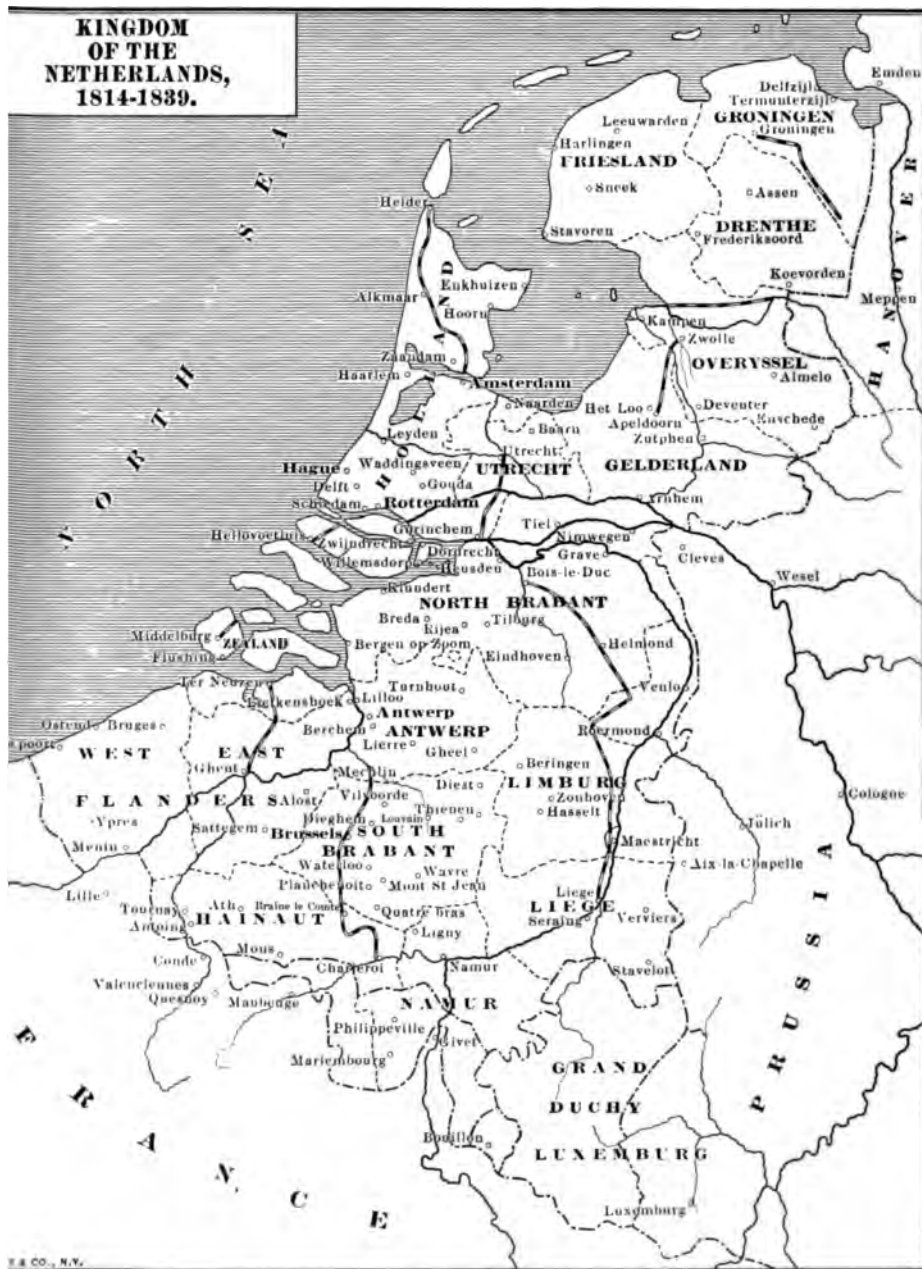 KINGDOM
OF THE
NETHERLANDS,
1814-1839.
NORTH SEA
Emden
Delfzijl
Termunterzijl
GRONINGEN
Groningen
Leeuwarden
Harlingen
FRIESLAND
Sneek
Assen
DRENTHE
Frederiksoord
Stavoren
Helder
Koevorden
Meppen
HANOVER
Enkhuizen
Alkmaar
Hoorn
HOLLAND
Kampen
Zwolle
OVERYSSEL
Almelo
Zaandam
Haarlem
Amsterdam
Naarden
Het Loo
Deventer
Enschede
Apeldoorn
Baarn
Zutphen
Leyden
Utrecht
Hague
Waddingsveen
UTRECHT
GELDERLAND
Delft
Gouda
Schiedam
Rotterdam
Arnhem
Gorinchem
Tiel
Nimwegen
Hellovoetluis
Zwijndrecht
Dordrecht
Grave
Cleves
Willemsdorp
Heusden
Bois-le-Duc
Wesel
Klundert
NORTH BRABANT
Breda
Rijen
Tilburg
Middelburg
ZEALAND
Bergen op Zoom
Helmond
Flushing
Eindhoven
Ter Neuzen
Turnhout
Venlo
Liefkenshoek
Lilloo
Antwerp
Ostend
Bruges
Berchem
ANTWERP
Roermond
WEST
EAST
Lierre
Gheel
Ghent
Mechlin
Beringen
LIMBURG
Diest
FLANDERS
Alost
Vilvorde
Zonhoven
Thienen
Hasselt
Cologne
Ypres
Dieghem
Louvain
Sattegem
Brussels
SOUTH
BRABANT
Jülich
Menin
Maestricht
Waterloo
Wavre
Aix-la-Chapelle
Planchenoit
Mont St Jean
Lille
Liege
LIEGE
Ath
Braine le Comte
Tournay
HAINAUT
Quatre bras
Seraing
Verviers
Antoing
Ligny
Mons
Conde
Charleroi
Namur
Stavelot
Valenciennes
Quesnoy
Maubeuge
NAMUR
Philippeville
Givet
Mariembourg
GRAND
DUCHY
LUXEMBURG
Bouillon
Luxemburg
PRUSSIA
FRANCE
& CO., N.Y.